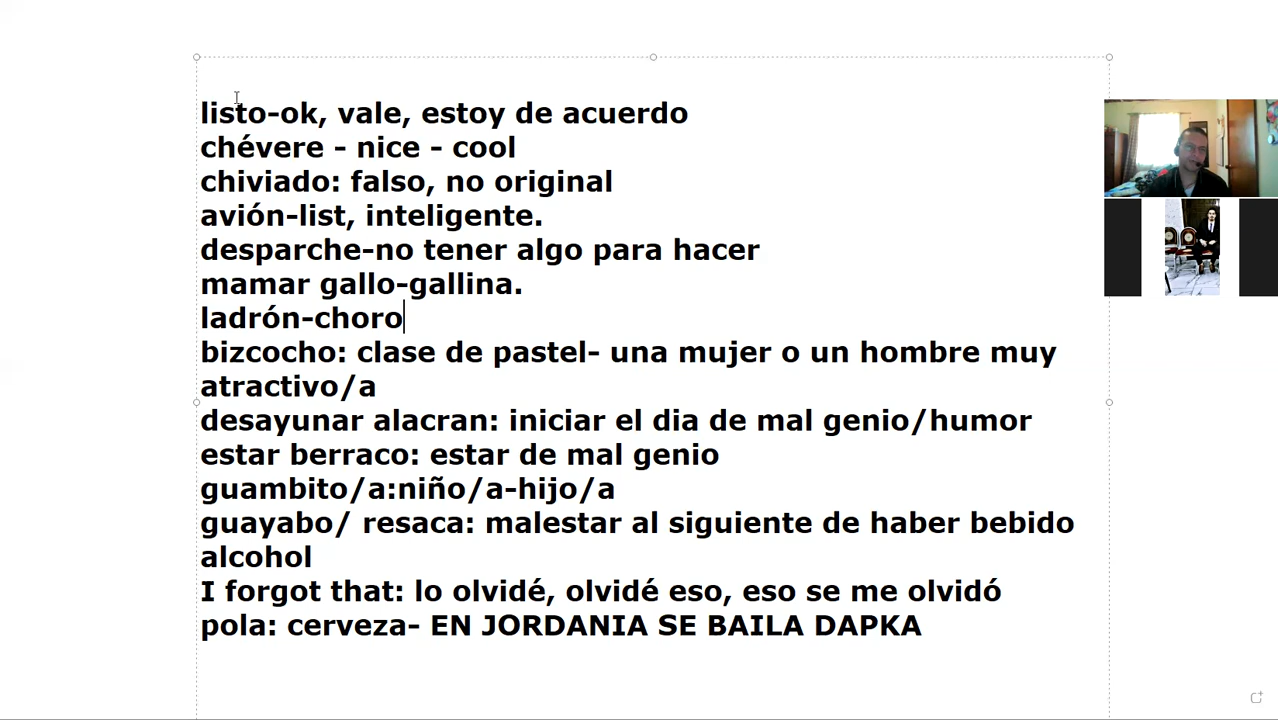 listo-ok, vale, estoy de acuerdo
chévere - nice - cool
chiviado: falso, no original
avión-list, inteligente.
desparche-no tener algo para hacer
mamar gallo-gallina.
ladrón-choro
bizcocho: clase de pastel- una mujer o un hombre muy
atractivo/a
desayunar alacran: iniciar el dia de mal genio/humor
estar berraco: estar de mal genio
guambito/a:niño/a-hijo/a
guayabo/ resaca: malestar al siguiente de haber bebido
alcohol
I forgot that: lo olvidé, olvidé eso, eso se me olvidó
pola: cerveza- EN JORDANIA SE BAILA DAPKA